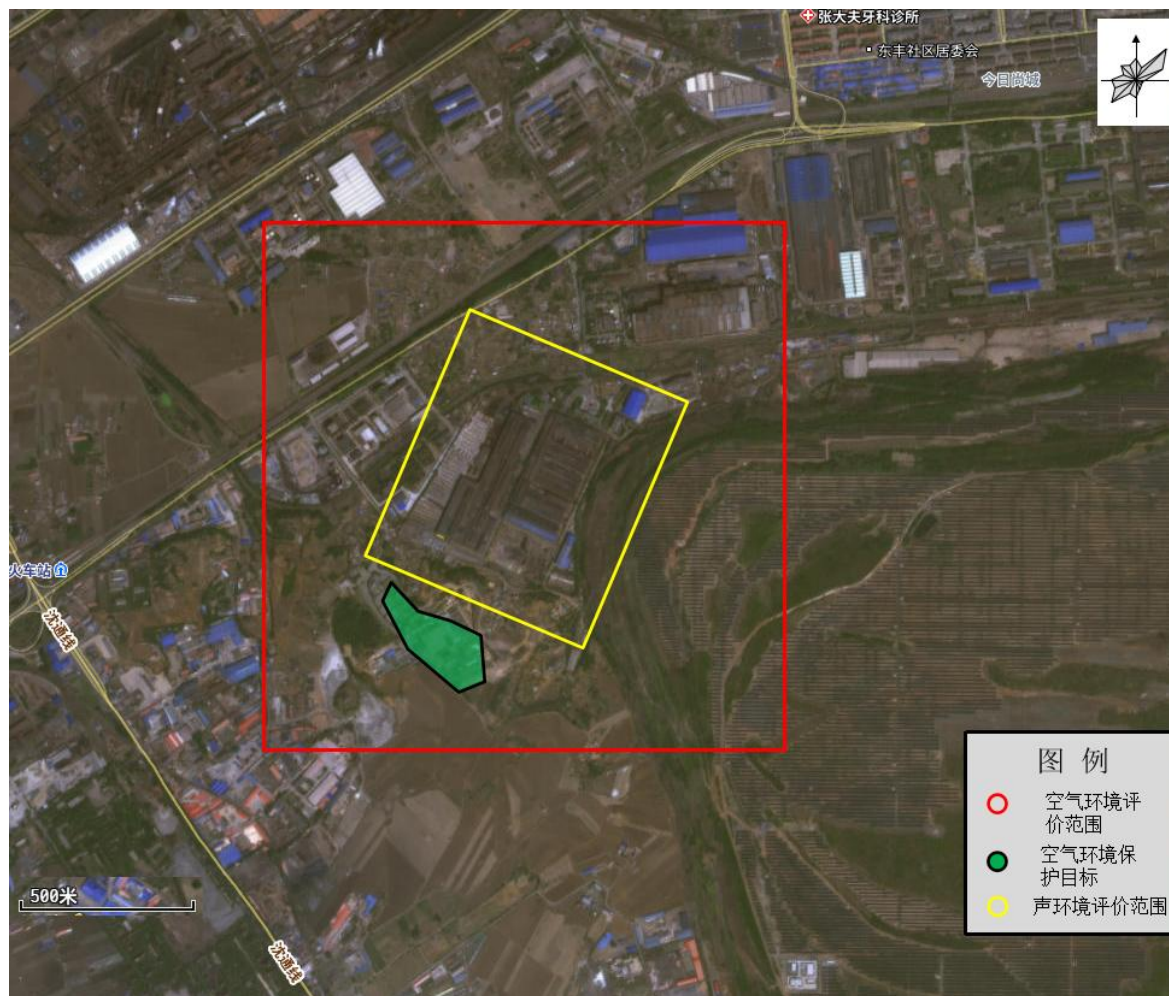 张大夫牙科诊所
东丰社区居委会
今日尚城
火车站
沈通线
沈通线
500米
图 例
空气环境评
价范围
空气环境保
护目标
声环境评价范围